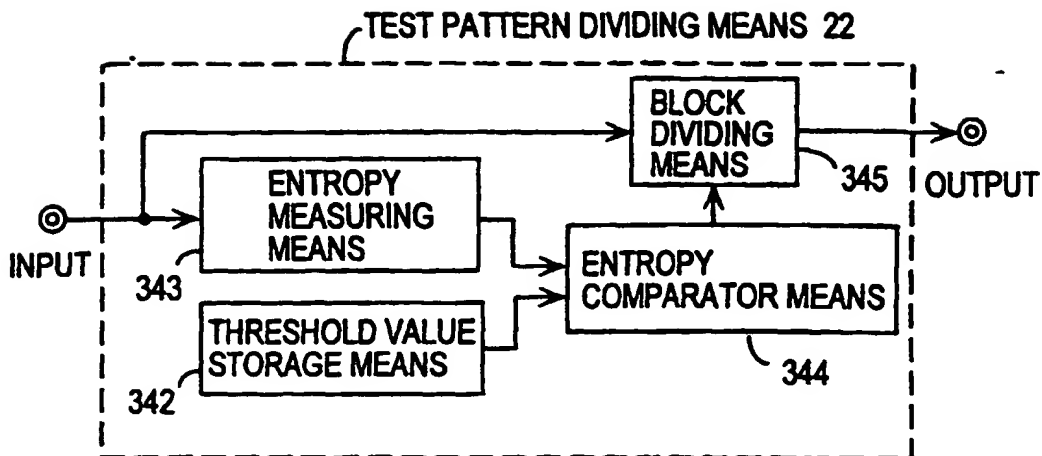 TEST PATTERN DIVIDING MEANS 22
BLOCK
DIVIDING
MEANS
345
OUTPUT
ENTROPY
MEASURING
MEANS
INPUT
343
ENTROPY
COMPARATOR MEANS
THRESHOLD VALUE
STORAGE MEANS
342
344